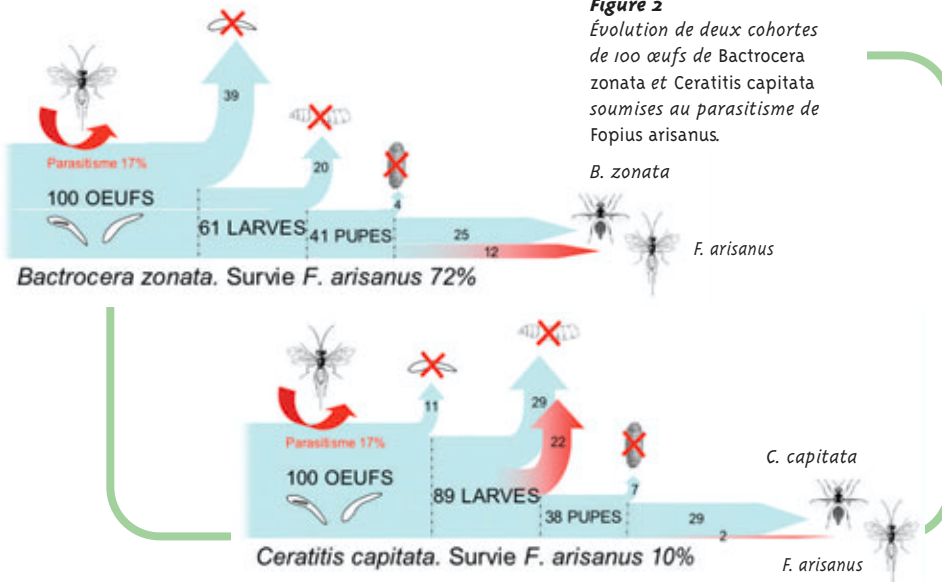 Figure 2
Évolution de deux cohortes
de 100 œufs de Bactrocera
zonata et Ceratitis capitata
soumises au parasitisme de
Fopius arisanus.
B. zonata
39
20
4
Parasitisme 17%
100 OEUFS
61 LARVES
41 PUPES
25
12
F. arisanus
Bactrocera zonata. Survie F. arisanus 72%
11
29
22
7
Parasitisme 17%
100 OEUFS
89 LARVES
38 PUPES
29
2
C. capitata
F. arisanus
Ceratitis capitata. Survie F. arisanus 10%